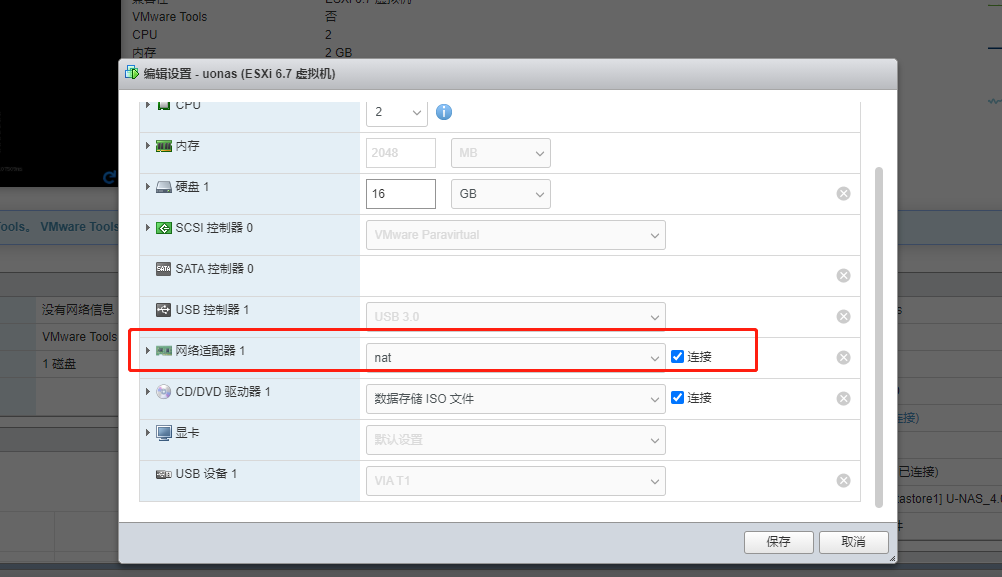 VMware Tools 否
CPU 2
内存 2 GB
编辑设置 - uonas (ESXi 6.7 虚拟机)
CPU 2
内存 2048 MB
硬盘 1 16 GB
ools。 VMware Tools
SCSI 控制器 0 VMware Paravirtual
SATA 控制器 0
没有网络信息 USB 控制器 1 USB 3.0
VMware Tools
网络适配器 1 nat 连接
1 磁盘
CD/DVD 驱动器 1 数据存储 ISO 文件 连接
连接)
显卡 默认设置
USB 设备 1 VIA T1
已连接)
astore1] U-NAS_4.
保存 取消